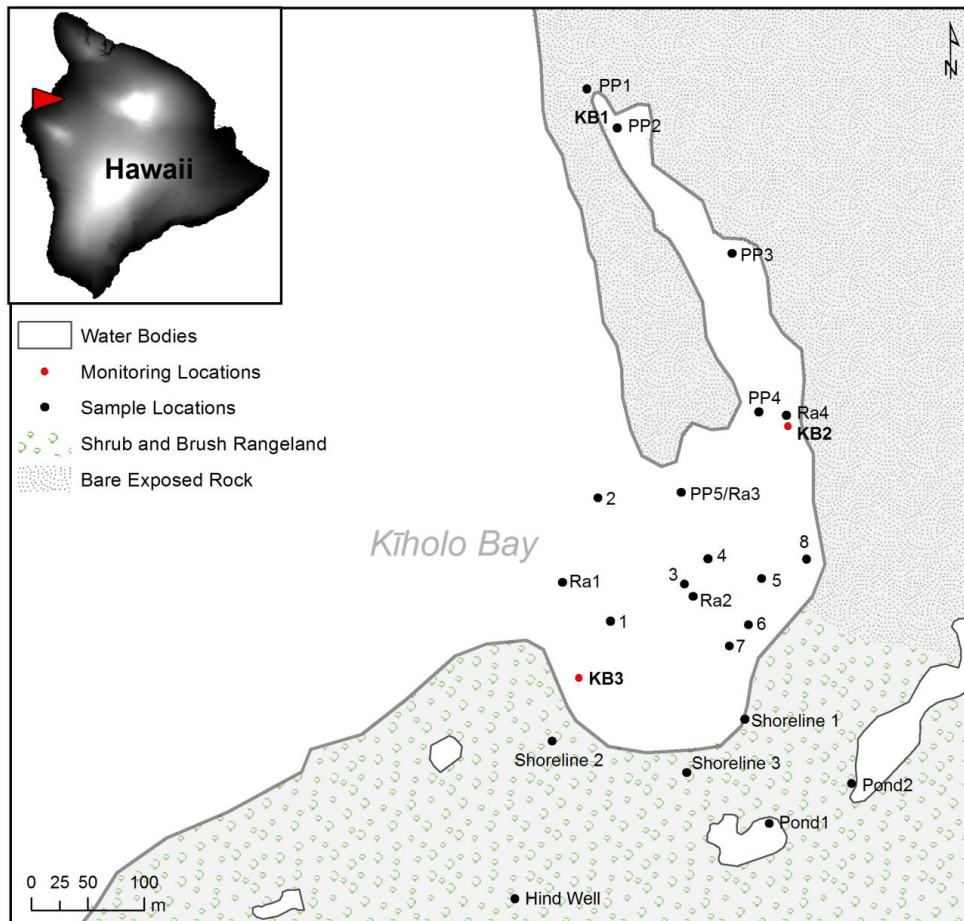 Hawaii
N
PP1
KB1
PP2
PP3
Water Bodies
Monitoring Locations
Sample Locations
Shrub and Brush Rangeland
Bare Exposed Rock
PP4
Ra4
KB2
PP5/Ra3
2
Kīholo Bay
8
4
5
3
Ra1
Ra2
1
6
7
KB3
Shoreline 1
Shoreline 2
Shoreline 3
Pond2
Pond1
0 25 50 100
m
Hind Well